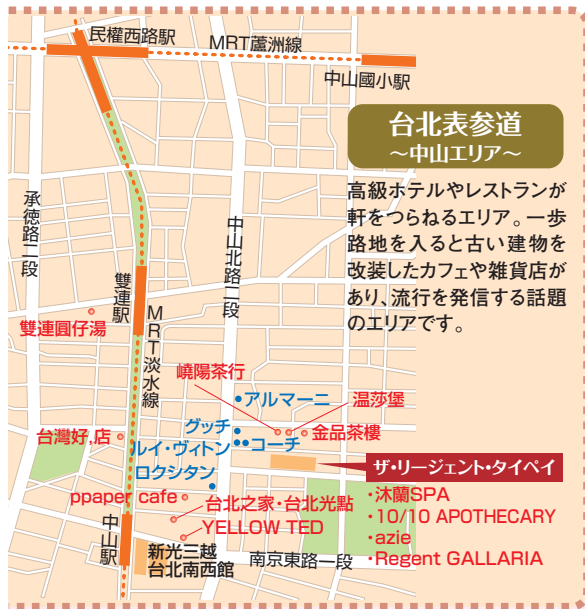 民權西路駅
MRT蘆洲線
中山國小駅
台北表参道
～中山エリア～
高級ホテルやレストランが
軒をつらねるエリア。一歩
路地を入ると古い建物を
改装したカフェや雑貨店が
あり、流行を発信する話題
のエリアです。
承徳路二段
中山北路二段
雙連駅
MRT淡水線
雙連圓仔湯
嶢陽茶行
アルマーニ
温莎堡
グッチ
金品茶樓
台灣好,店
ルイ・ヴィトン
コーチ
ロクシタン
ザ・リージェント・タイペイ
・沐蘭SPA
・10/10 APOTHECARY
・azie
・Regent GALLARIA
ppaper cafe
台北之家・台北光點
YELLOW TED
中山駅
新光三越
台北南西館
南京東路一段